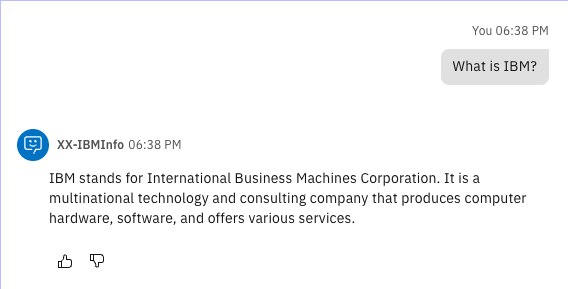 You 06:38 PM
What is IBM?
XX-IBMInfo 06:38 PM
IBM stands for International Business Machines Corporation. It is a
multinational technology and consulting company that produces computer
hardware, software, and offers various services.